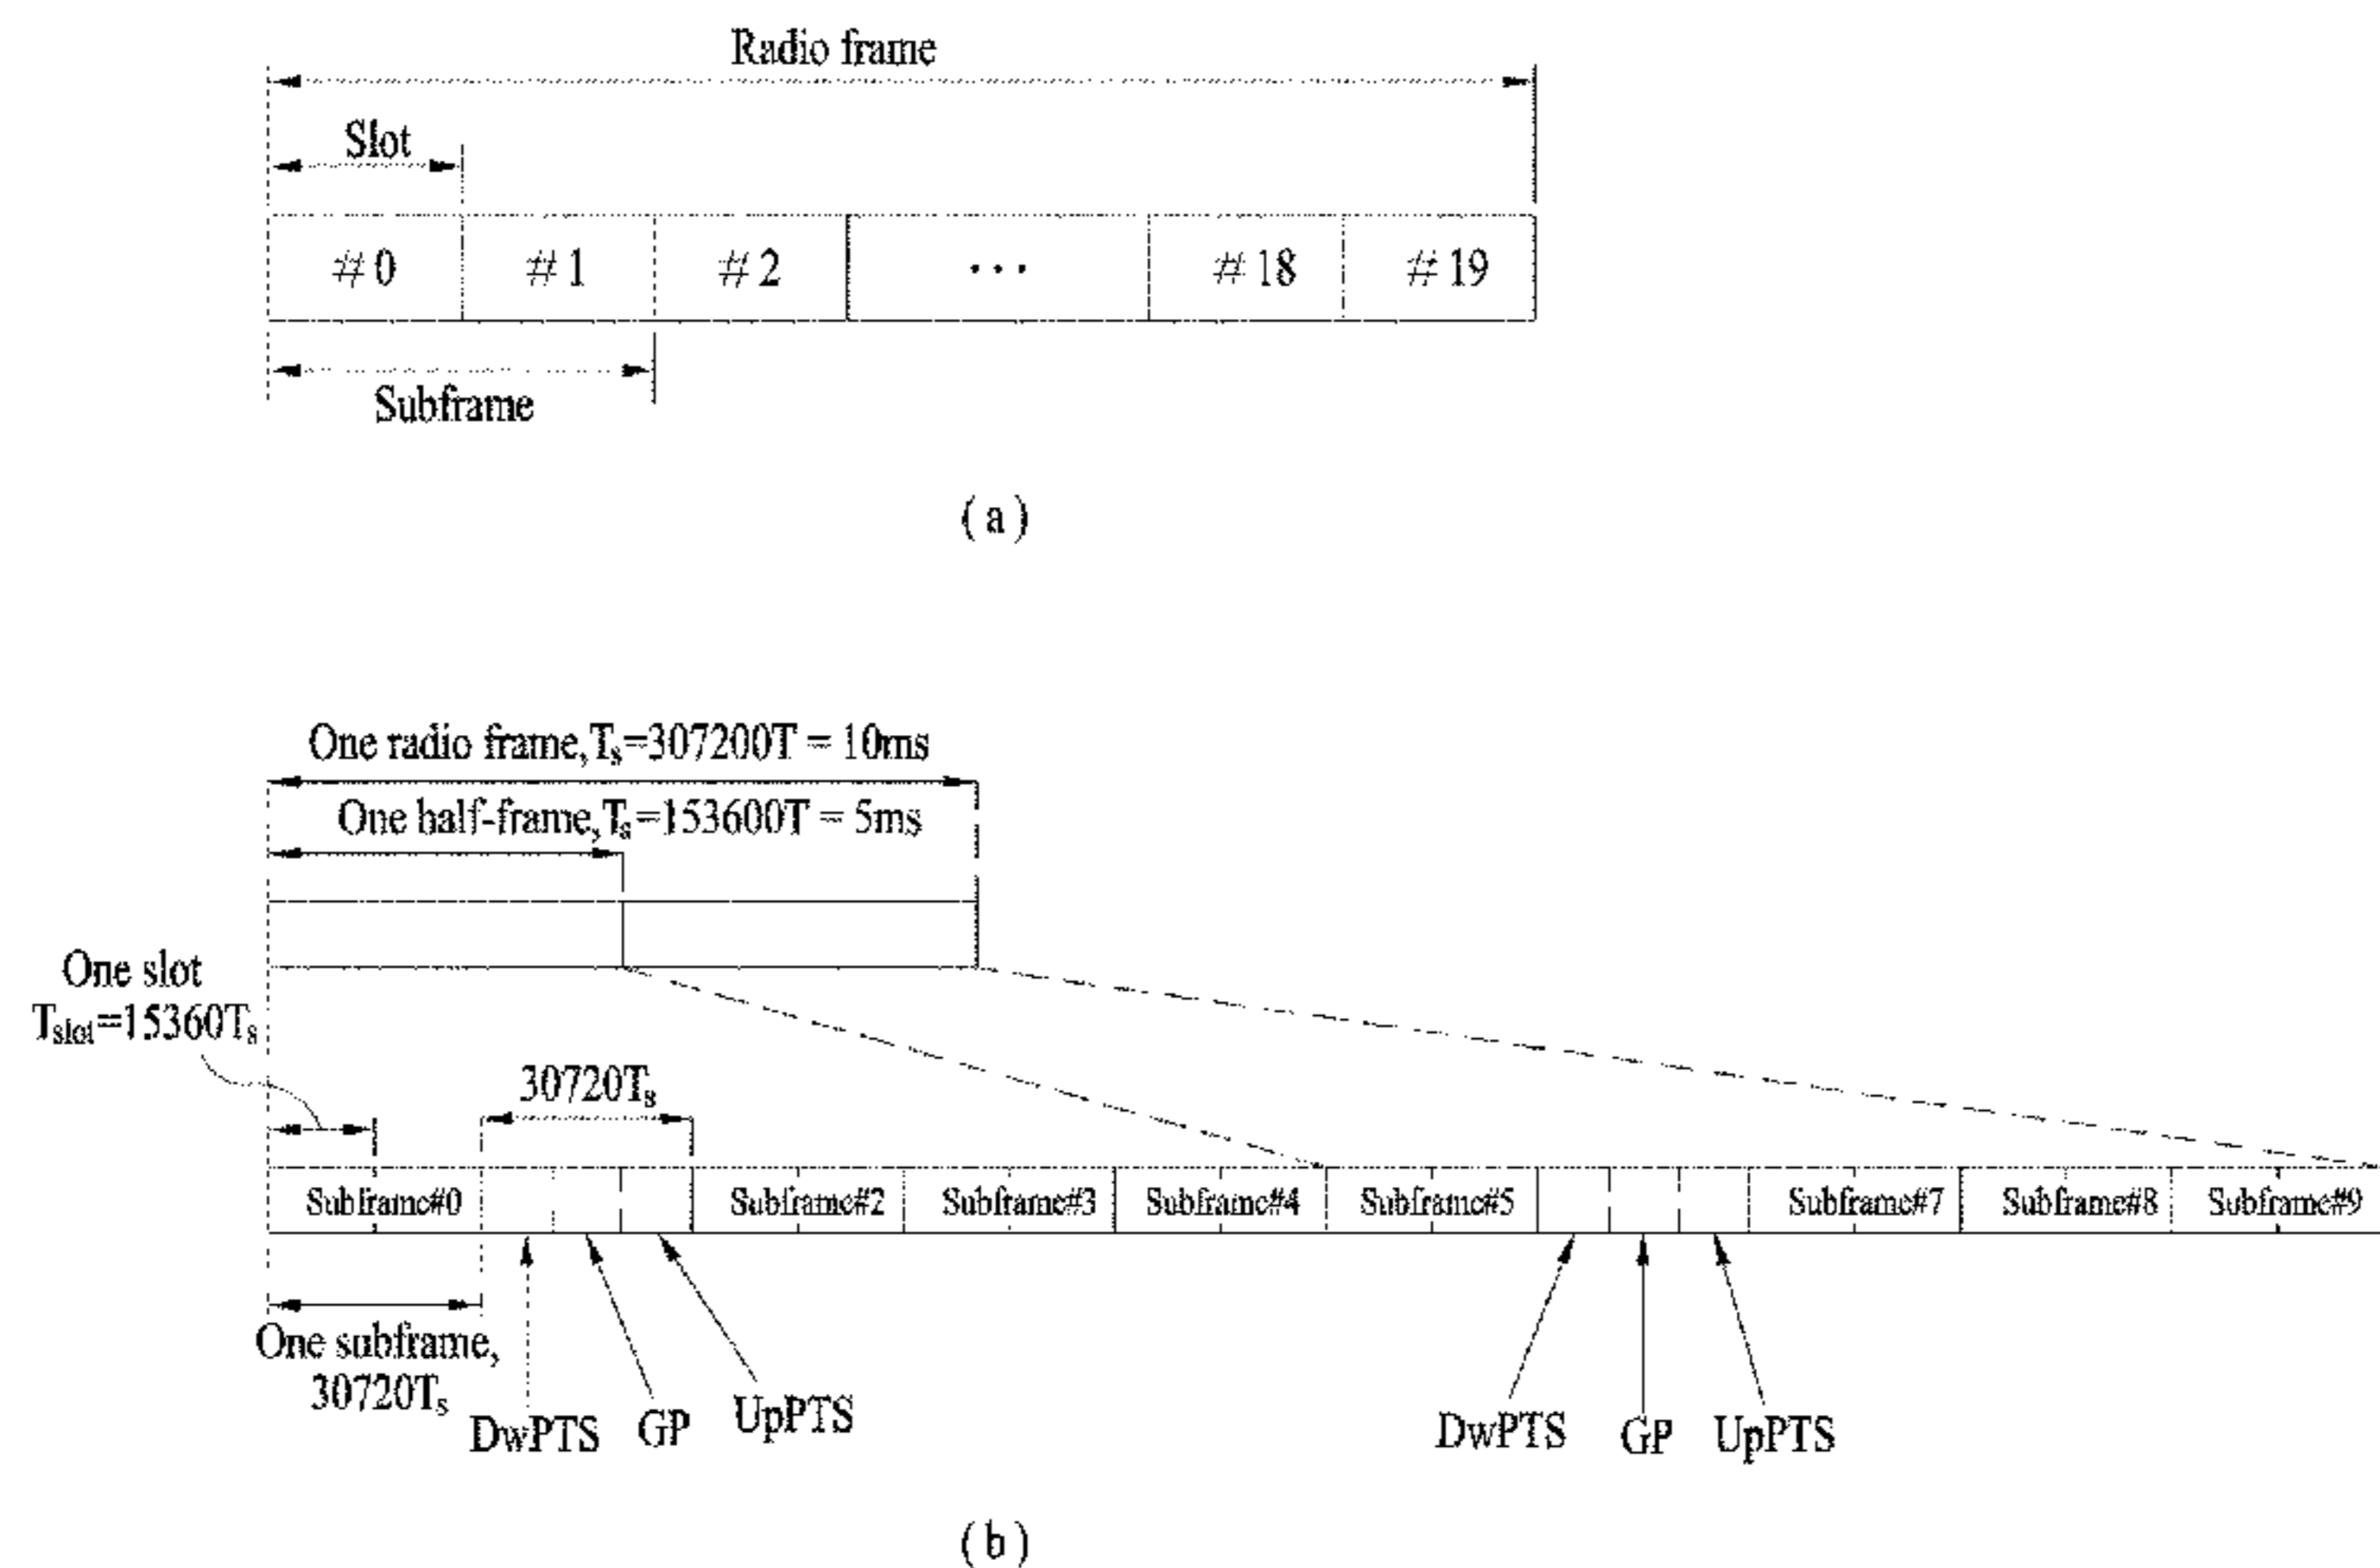 Radio frame
Slot
#0 #1 #2 ... #18 #19
Subframe
(a)
One radio frame,Ts=307200T = 10ms
One half-frame,Ts=153600T = 5ms
One slot
Tslot=15360Ts
30720Ts
Subframe#0 Subframe#2 Subframe#3 Subframe#4 Subframe#5 Subframe#7 Subframe#8 Subframe#9
One subframe,
30720Ts
DwPTS GP UpPTS DwPTS GP UpPTS
(b)